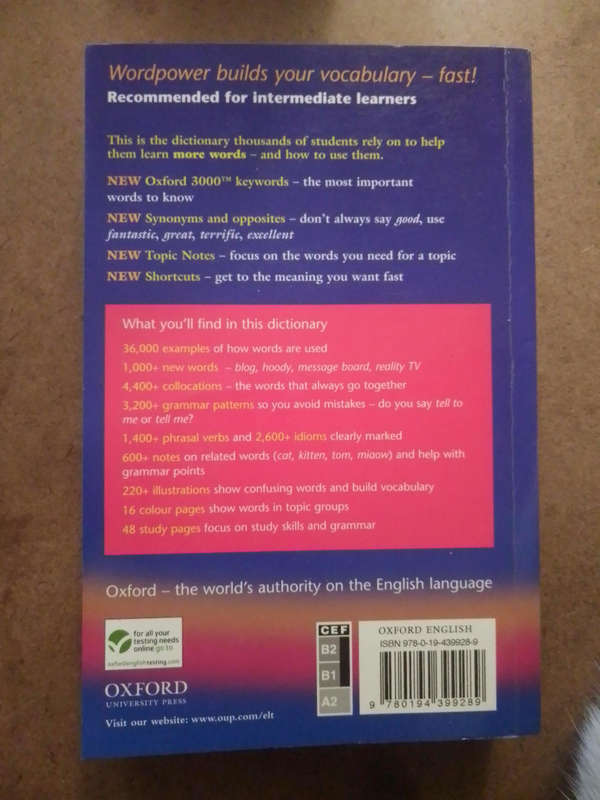 Wordpower builds your vocabulary – fast!
Recommended for intermediate learners
This is the dictionary thousands of students rely on to help
them learn more words – and how to use them.
NEW Oxford 3000™ keywords – the most important
words to know
NEW Synonyms and opposites – don't always say good, use
fantastic, great, terrific, excellent
NEW Topic Notes – focus on the words you need for a topic
NEW Shortcuts – get to the meaning you want fast
What you'll find in this dictionary
36,000 examples of how words are used
1,000+ new words – blog, hoody, message board, reality TV
4,400+ collocations – the words that always go together
3,200+ grammar patterns so you avoid mistakes – do you say tell to
me or tell me?
1,400+ phrasal verbs and 2,600+ idioms clearly marked
600+ notes on related words (cat, kitten, tom, miaow) and help with
grammar points
220+ illustrations show confusing words and build vocabulary
16 colour pages show words in topic groups
48 study pages focus on study skills and grammar
Oxford – the world's authority on the English language
for all your
testing needs
online go to
oxfordenglishtesting.com
OXFORD
UNIVERSITY PRESS
Visit our website: www.oup.com/elt
CEF
B2
B1
A2
OXFORD ENGLISH
ISBN 978-0-19-439928-9
9 780194 399289